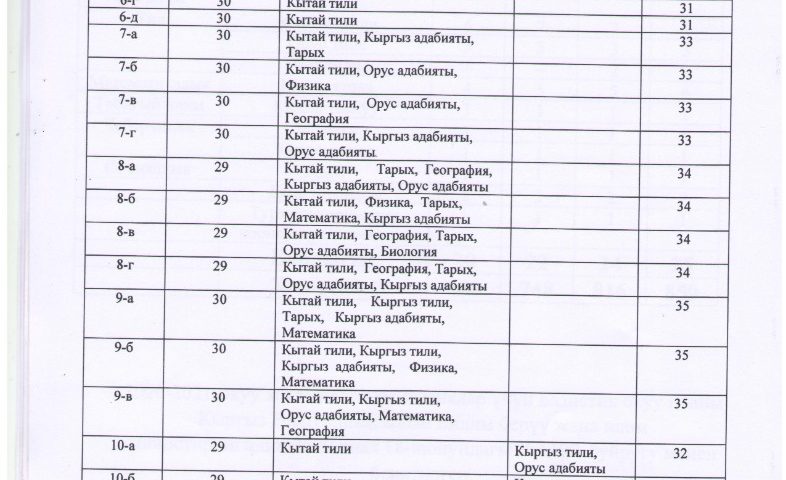 6-г 30 Кытай тили 31
6-д 30 Кытай тили 31
7-а 30 Кытай тили, Кыргыз адабияты, 33
Тарых
7-б 30 Кытай тили, Орус адабияты, 33
Физика
7-в 30 Кытай тили, Орус адабияты, 33
География
7-г 30 Кытай тили, Кыргыз адабияты, 33
Орус адабияты
8-а 29 Кытай тили, Тарых, География, 34
Кыргыз адабияты, Орус адабияты
8-б 29 Кытай тили, Физика, Тарых, 34
Математика, Кыргыз адабияты
8-в 29 Кытай тили, География, Тарых, 34
Орус адабияты, Биология
8-г 29 Кытай тили, География, Тарых, 34
Орус адабияты, Кыргыз адабияты
9-а 30 Кытай тили, Кыргыз тили, 35
Тарых, Кыргыз адабияты,
Математика
9-б 30 Кытай тили, Кыргыз тили, 35
Кыргыз адабияты, Физика,
Математика
9-в 30 Кытай тили, Кыргыз тили, 35
Орус адабияты, Математика,
География
10-а 29 Кытай тили Кыргыз тили, 32
Орус адабияты
10-б 29